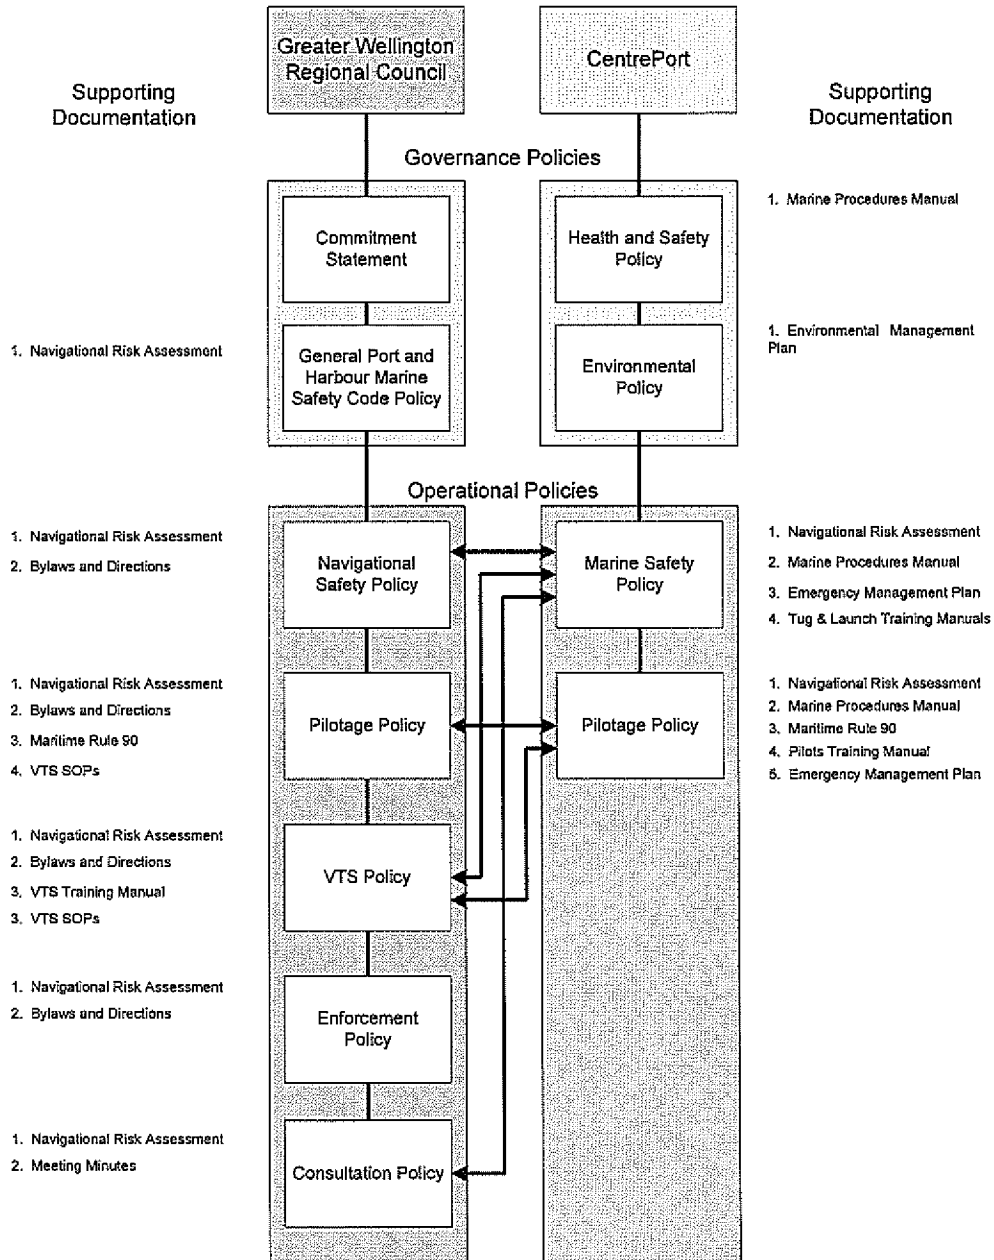 Greater Wellington
Regional Council
CentrePort
Supporting
Documentation
Supporting
Documentation
Governance Policies
Commitment
Statement
Health and Safety
Policy
1. Marine Procedures Manual
1. Navigational Risk Assessment
General Port and
Harbour Marine
Safety Code Policy
Environmental
Policy
1. Environmental Management
Plan
Operational Policies
1. Navigational Risk Assessment
2. Bylaws and Directions
Navigational
Safety Policy
Marine Safety
Policy
1. Navigational Risk Assessment
2. Marine Procedures Manual
3. Emergency Management Plan
4. Tug & Launch Training Manuals
1. Navigational Risk Assessment
2. Bylaws and Directions
3. Maritime Rule 90
4. VTS SOPs
Pilotage Policy
Pilotage Policy
1. Navigational Risk Assessment
2. Marine Procedures Manual
3. Maritime Rule 90
4. Pilots Training Manual
5. Emergency Management Plan
1. Navigational Risk Assessment
2. Bylaws and Directions
3. VTS Training Manual
3. VTS SOPs
VTS Policy
1. Navigational Risk Assessment
2. Bylaws and Directions
Enforcement
Policy
1. Navigational Risk Assessment
2. Meeting Minutes
Consultation Policy